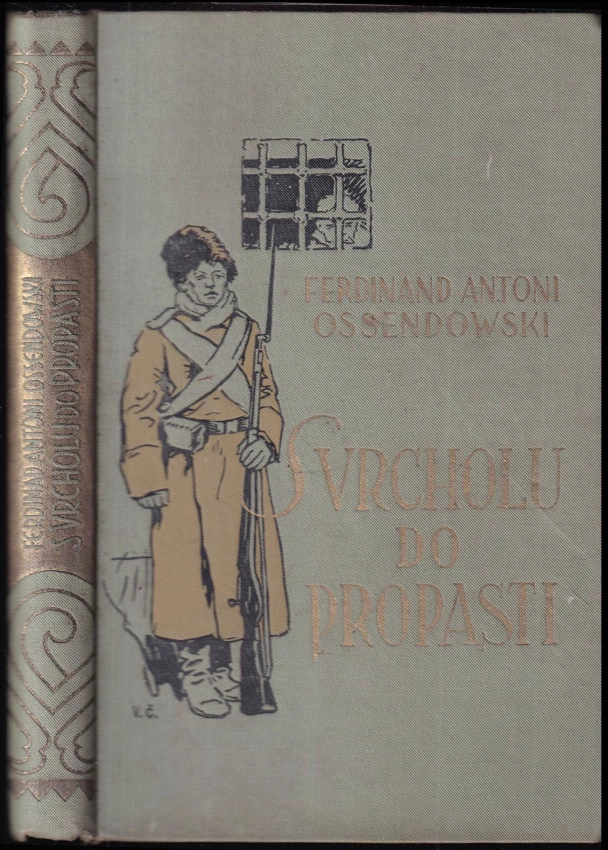 FERDINAND ANTONI OSSENDOWSKI
S VRCHOLU DO PROPASTI
FERDINAND ANTONI
OSSENDOWSKI
S VRCHOLU
DO
PROPASTI
V.Č.